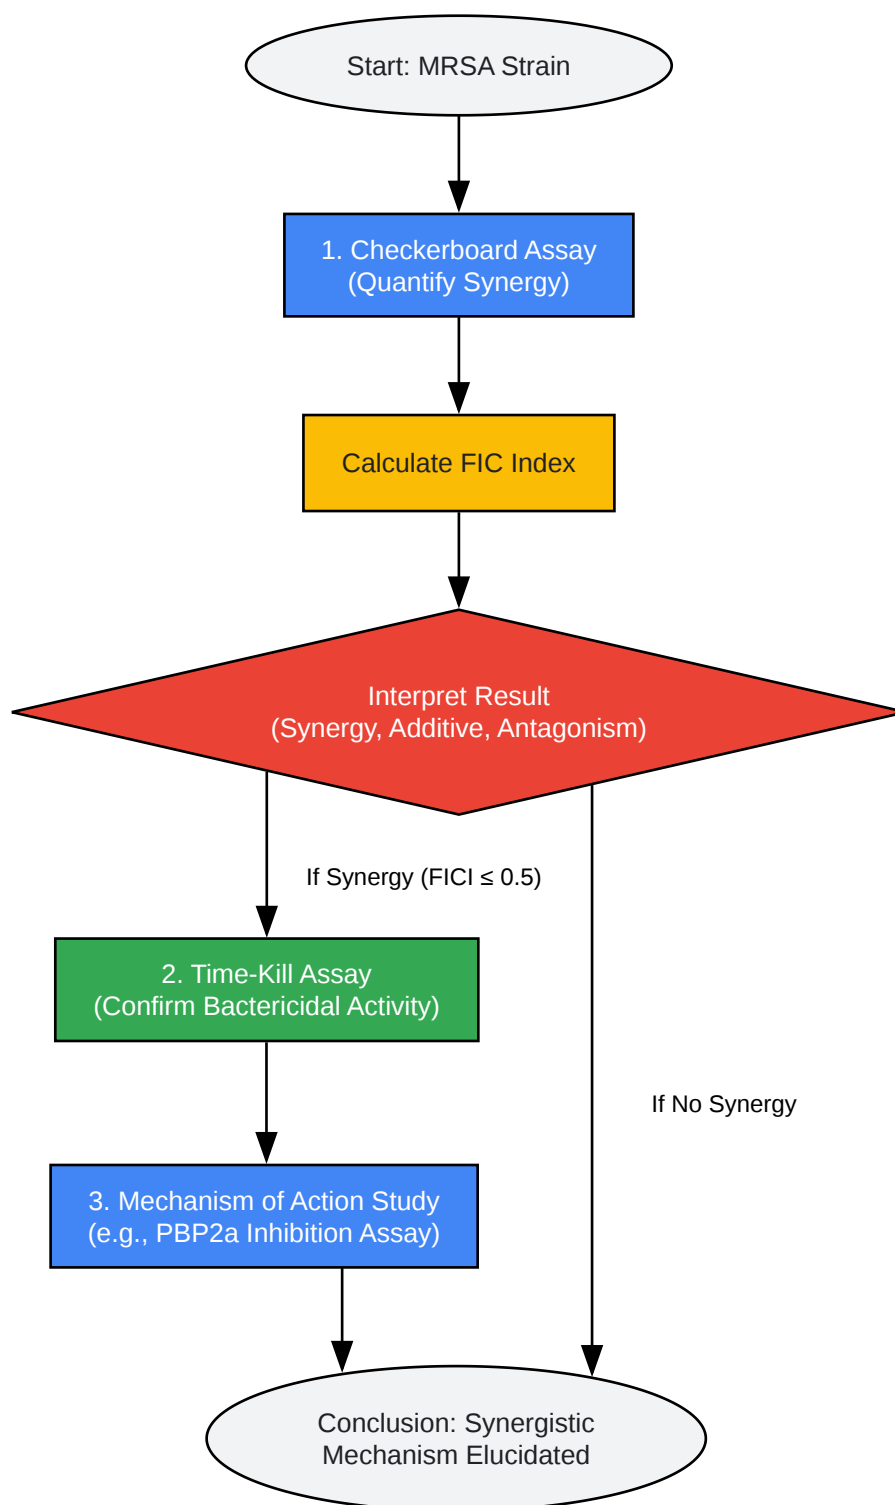 Start: MRSA Strain
1. Checkerboard Assay
(Quantify Synergy)
Calculate FIC Index
Interpret Result
(Synergy, Additive, Antagonism)
If Synergy (FICI ≤ 0.5)
2. Time-Kill Assay
(Confirm Bactericidal Activity)
If No Synergy
3. Mechanism of Action Study
(e.g., PBP2a Inhibition Assay)
Conclusion: Synergistic
Mechanism Elucidated